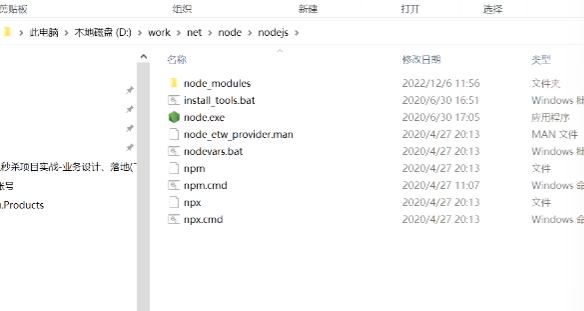 剪贴板 组织 新建 打开 选择
此电脑 › 本地磁盘 (D:) › work › net › node › nodejs ›
名称 修改日期 类型
node_modules 2022/12/6 11:56 文件夹
install_tools.bat 2020/6/30 16:51 Windows 批
node.exe 2020/6/30 17:05 应用程序
node_etw_provider.man 2020/4/27 20:13 MAN 文件
nodevars.bat 2020/4/27 20:13 Windows 批
npm 2020/4/27 20:13 文件
npm.cmd 2020/4/27 11:07 Windows 命
npx 2020/4/27 20:13 文件
npx.cmd 2020/4/27 20:13 Windows 命
秒杀项目实战-业务设计、落地(
账号
.Products